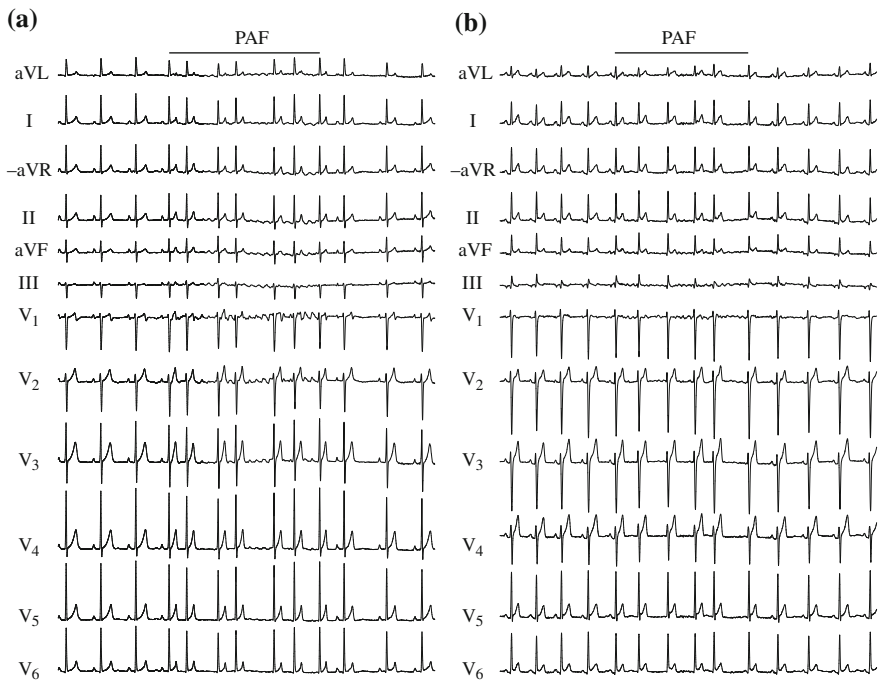 (a)
PAF
aVL
I
–aVR
II
aVF
III
V1
V2
V3
V4
V5
V6
(b)
PAF
aVL
I
–aVR
II
aVF
III
V1
V2
V3
V4
V5
V6